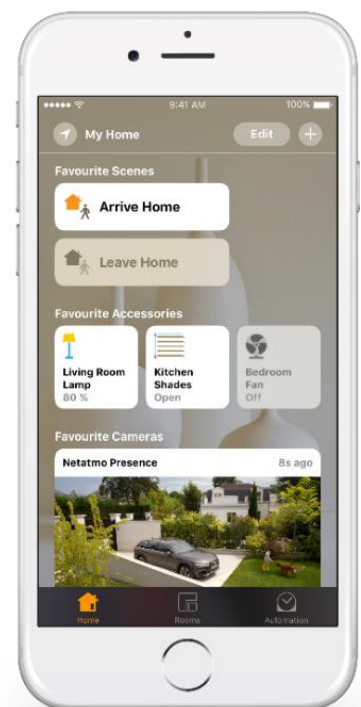 9:41 AM
100%
My Home
Edit
Favourite Scenes
Arrive Home
Leave Home
Favourite Accessories
Living Room
Lamp
80 %
Kitchen
Shades
Open
Bedroom
Fan
Off
Favourite Cameras
Netatmo Presence
8s ago
Home
Rooms
Automation